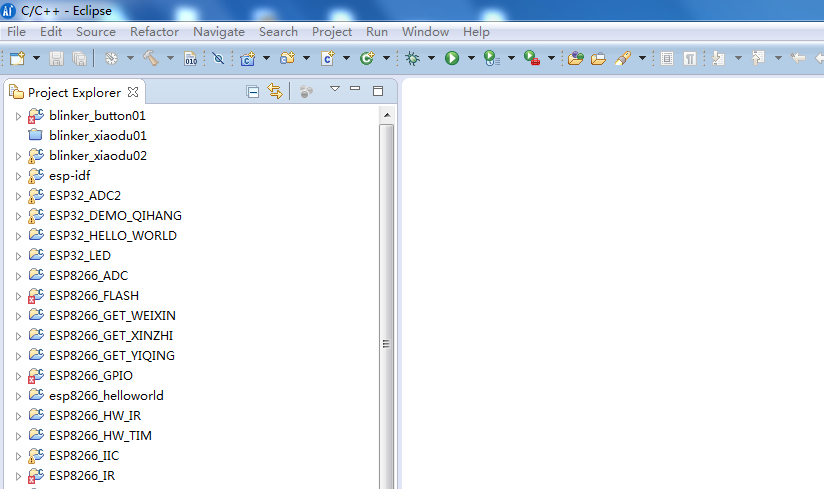 C/C++ - Eclipse
File Edit Source Refactor Navigate Search Project Run Window Help
Project Explorer
blinker_button01
blinker_xiaodu01
blinker_xiaodu02
esp-idf
ESP32_ADC2
ESP32_DEMO_QIHANG
ESP32_HELLO_WORLD
ESP32_LED
ESP8266_ADC
ESP8266_FLASH
ESP8266_GET_WEIXIN
ESP8266_GET_XINZHI
ESP8266_GET_YIQING
ESP8266_GPIO
esp8266_helloworld
ESP8266_HW_IR
ESP8266_HW_TIM
ESP8266_IIC
ESP8266_IR